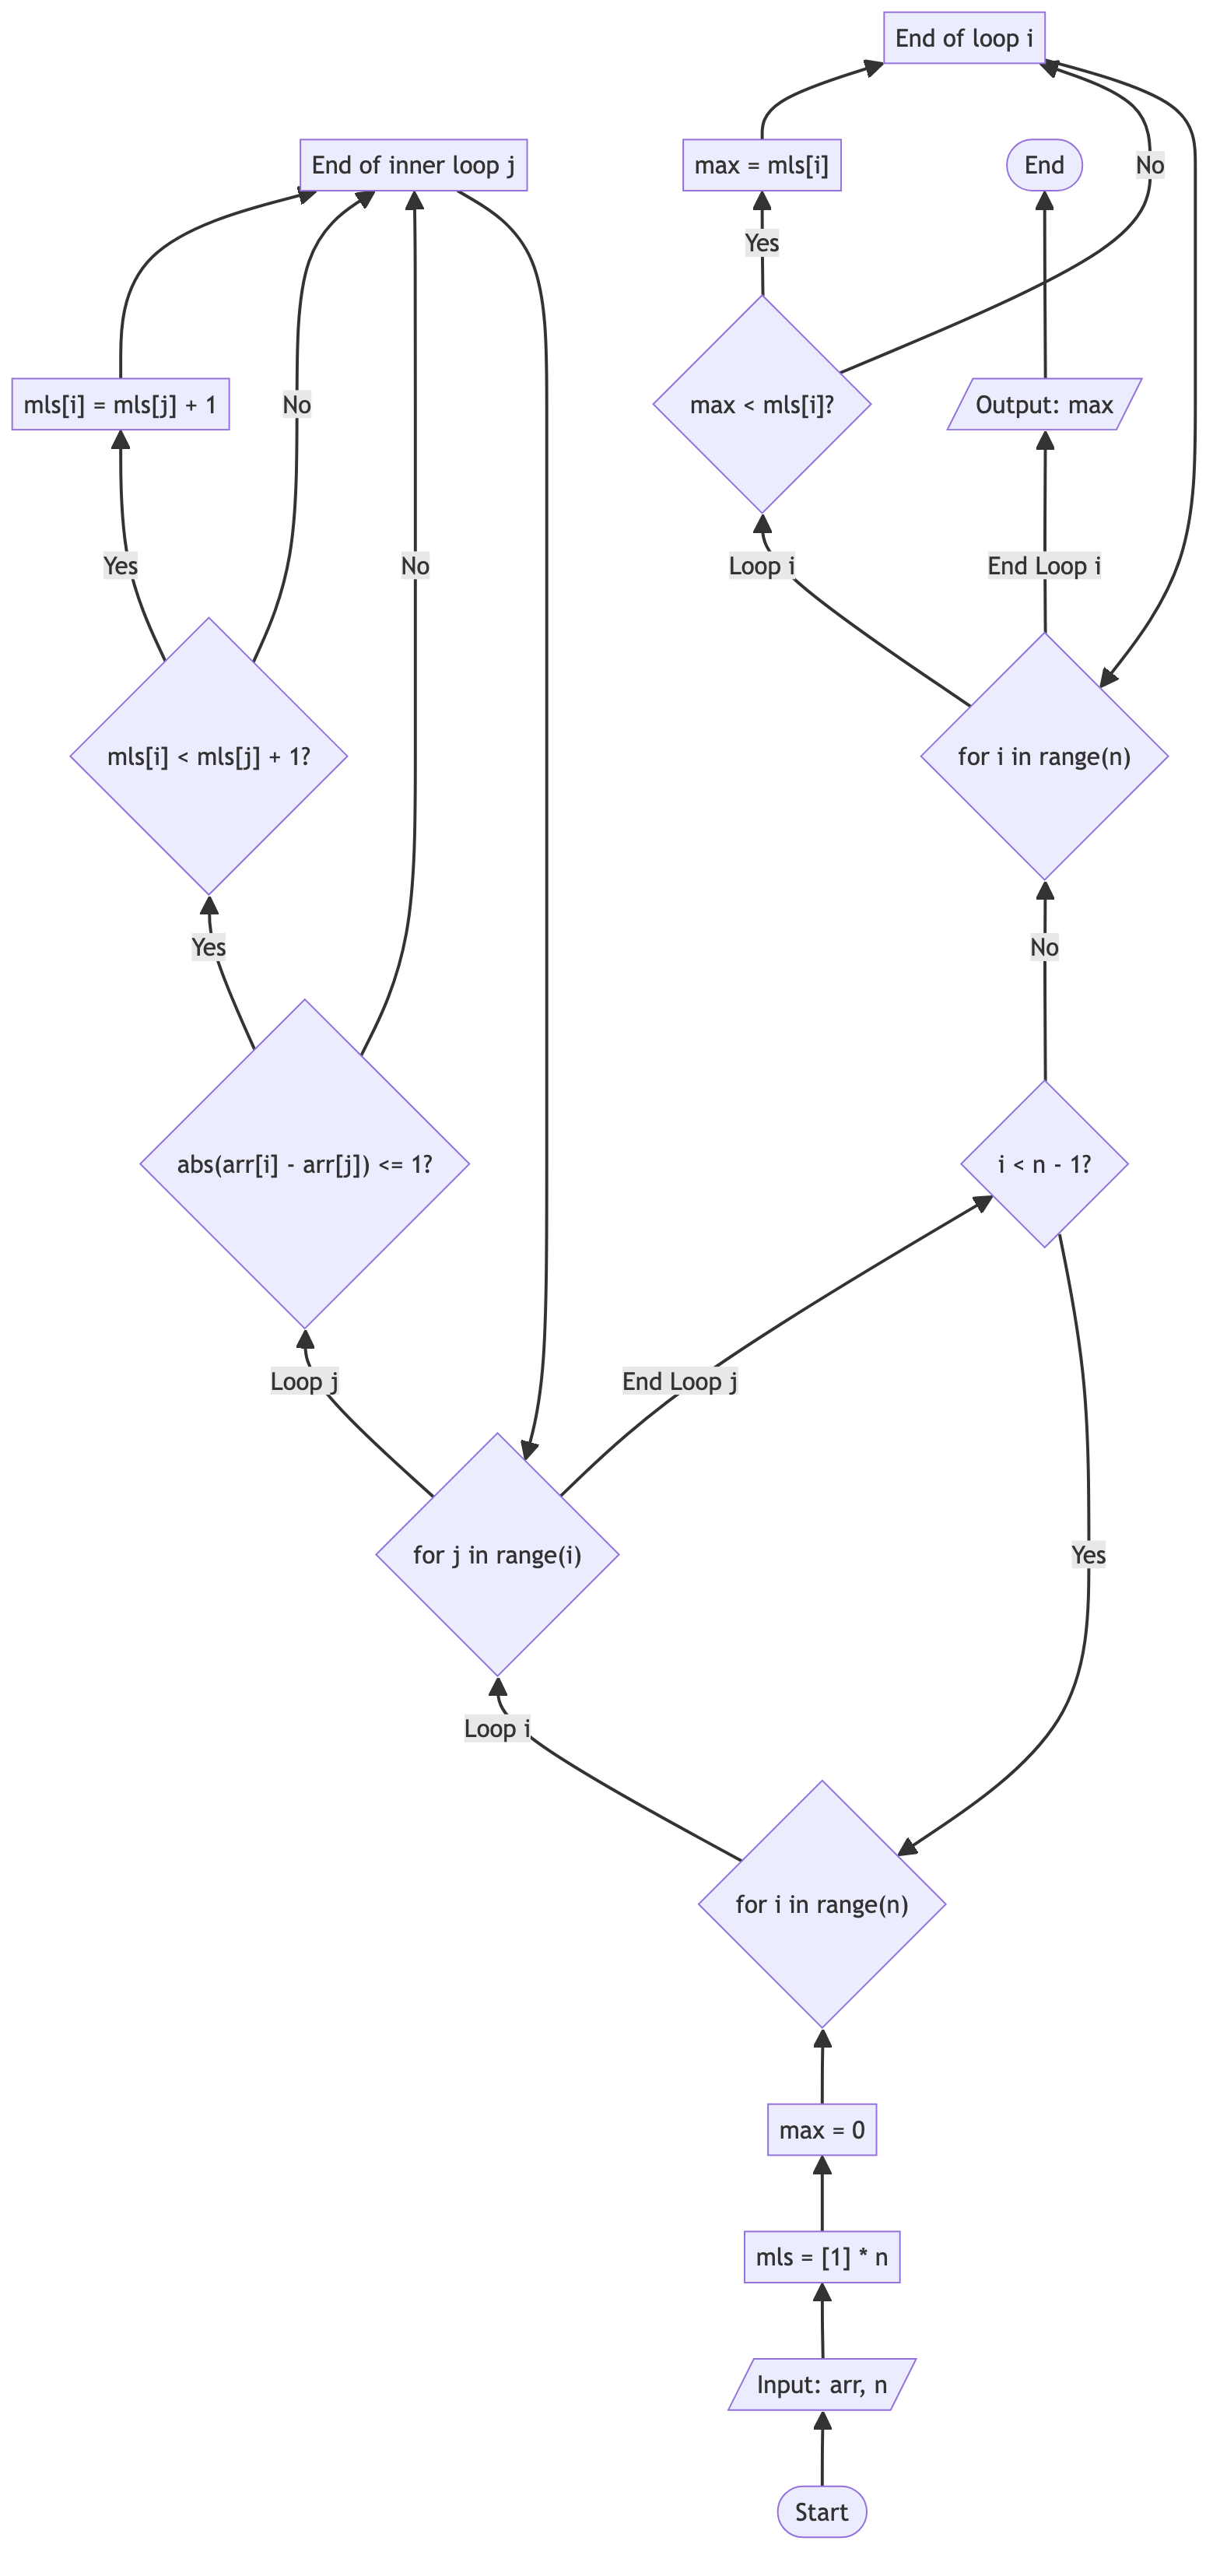 End of loop i
End of inner loop j
max = mls[i]
End
No
Yes
max < mls[i]?
mls[i] = mls[j] + 1
No
Output: max
Yes
No
Loop i
End Loop i
mls[i] < mls[j] + 1?
for i in range(n)
Yes
No
abs(arr[i] - arr[j]) <= 1?
i < n - 1?
Loop j
End Loop j
for j in range(i)
Yes
Loop i
for i in range(n)
max = 0
mls = [1] * n
Input: arr, n
Start